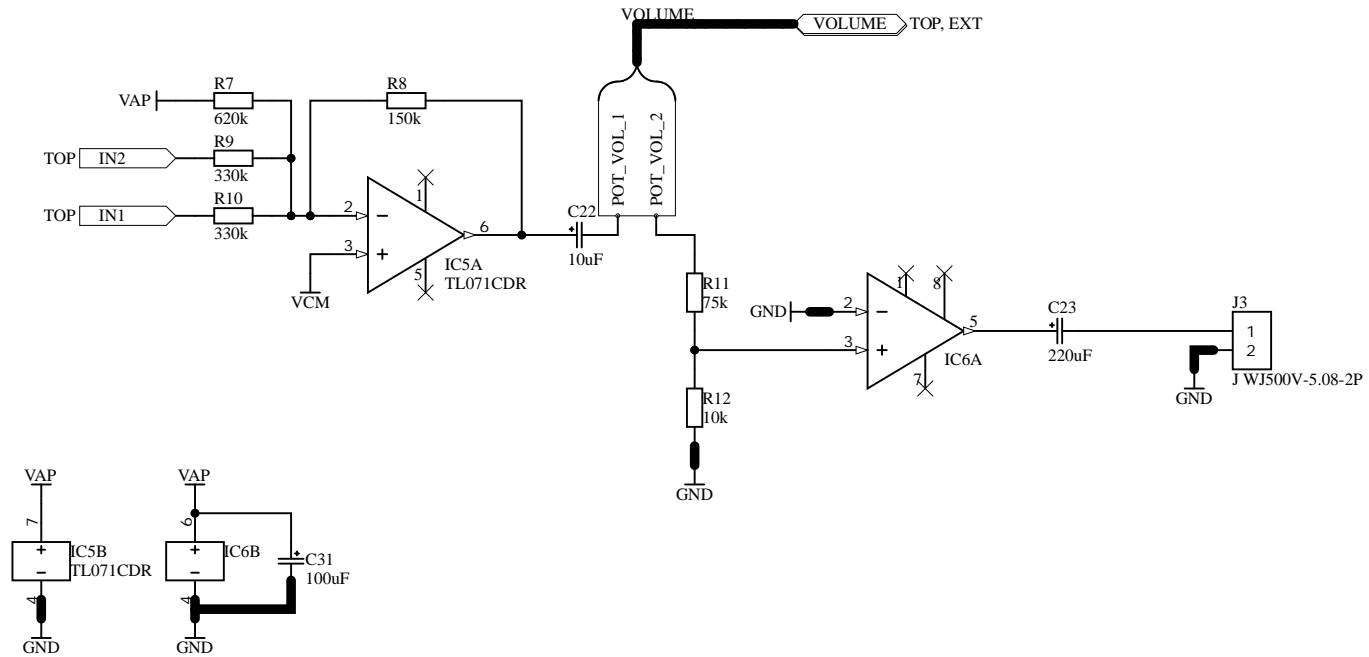 VOLUME
VOLUME
TOP, EXT
R7
VAP
620k
R8
150k
R9
TOP
IN2
330k
R10
TOP
IN1
330k
POT_VOL_1
POT_VOL_2
1
2
−
6
3
+
5
IC5A
TL071CDR
VCM
C22
+
10uF
R11
75k
1
8
GND
2
−
5
3
+
7
IC6A
C23
+
220uF
J3
1
2
J WJ500V-5.08-2P
GND
R12
10k
GND
VAP
7
+
−
IC5B
TL071CDR
4
GND
VAP
6
+
−
IC6B
4
GND
+
C31
100uF